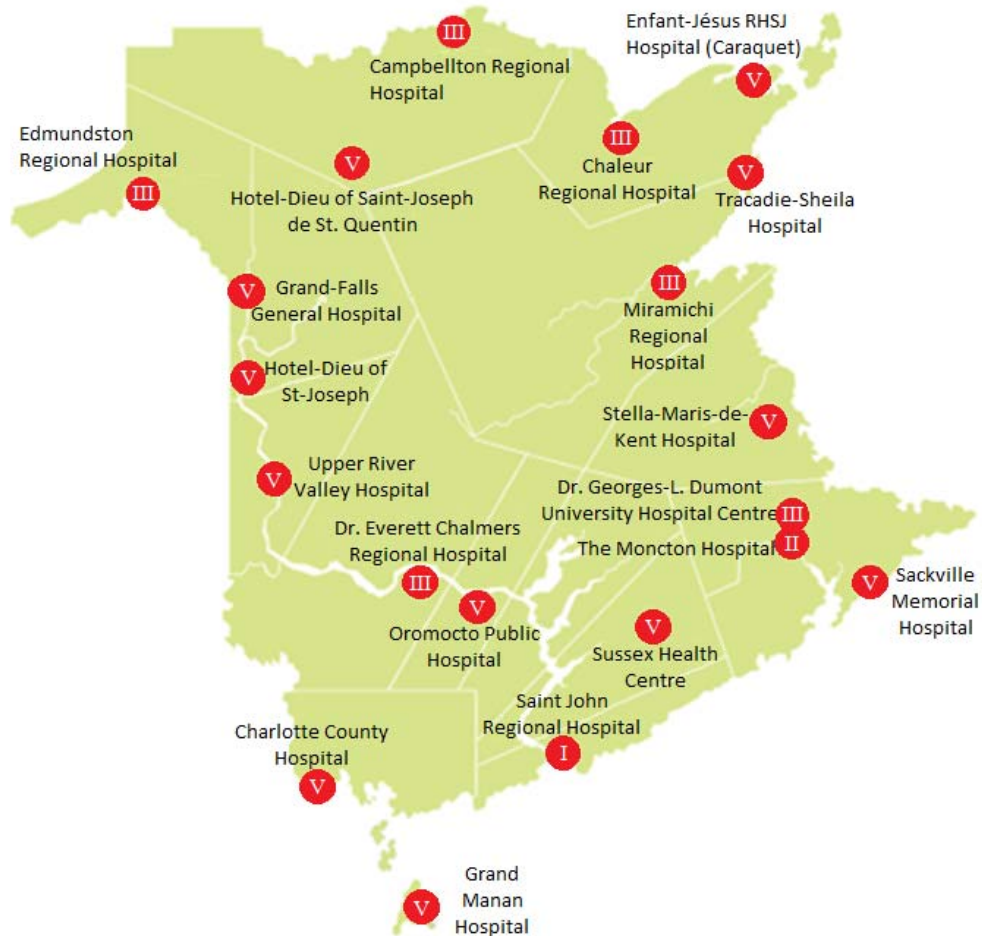 Enfant-Jésus RHSJ
Hospital (Caraquet)
V
III
Campbellton Regional
Hospital
Edmundston
Regional Hospital
III
V
Hotel-Dieu of Saint-Joseph
de St. Quentin
III
Chaleur
Regional Hospital
V
Tracadie-Sheila
Hospital
V
Grand-Falls
General Hospital
III
Miramichi
Regional
Hospital
V
Hotel-Dieu of
St-Joseph
Stella-Maris-de-
Kent Hospital
V
V
Upper River
Valley Hospital
Dr. Georges-L. Dumont
University Hospital Centre
III
The Moncton Hospital
II
Dr. Everett Chalmers
Regional Hospital
III
V
Sackville
Memorial
Hospital
V
Oromocto Public
Hospital
V
Sussex Health
Centre
Saint John
Regional Hospital
I
Charlotte County
Hospital
V
Grand
Manan
Hospital
V